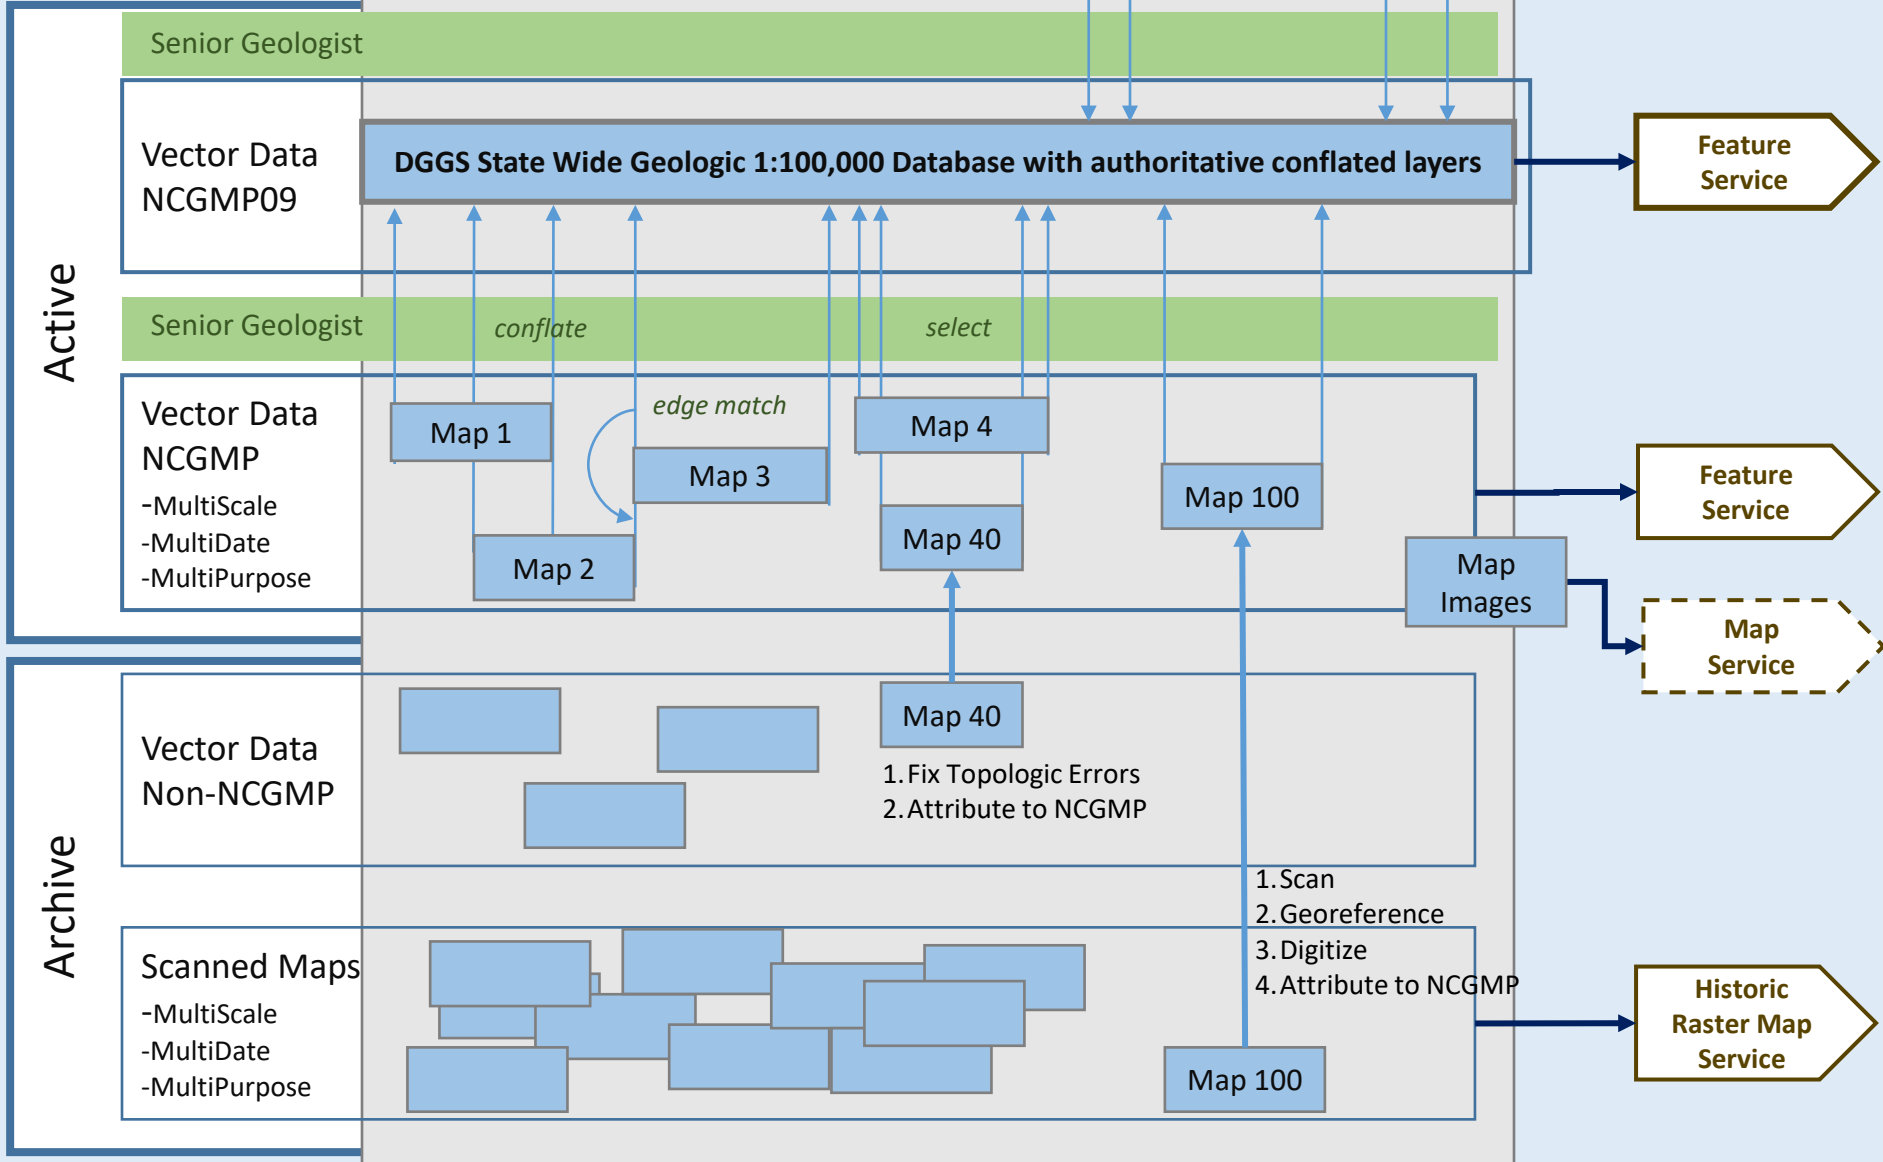 Senior Geologist
Vector Data
NCGMP09
DGGS State Wide Geologic 1:100,000 Database with authoritative conflated layers
Feature
Service
Active
Senior Geologist
conflate
select
Vector Data
NCGMP
-MultiScale
-MultiDate
-MultiPurpose
Map 1
edge match
Map 3
Map 2
Map 4
Map 40
Map 100
Map
Images
Feature
Service
Map
Service
Archive
Vector Data
Non-NCGMP
Map 40
1. Fix Topologic Errors
2. Attribute to NCGMP
1. Scan
2. Georeference
3. Digitize
4. Attribute to NCGMP
Scanned Maps
-MultiScale
-MultiDate
-MultiPurpose
Map 100
Historic
Raster Map
Service